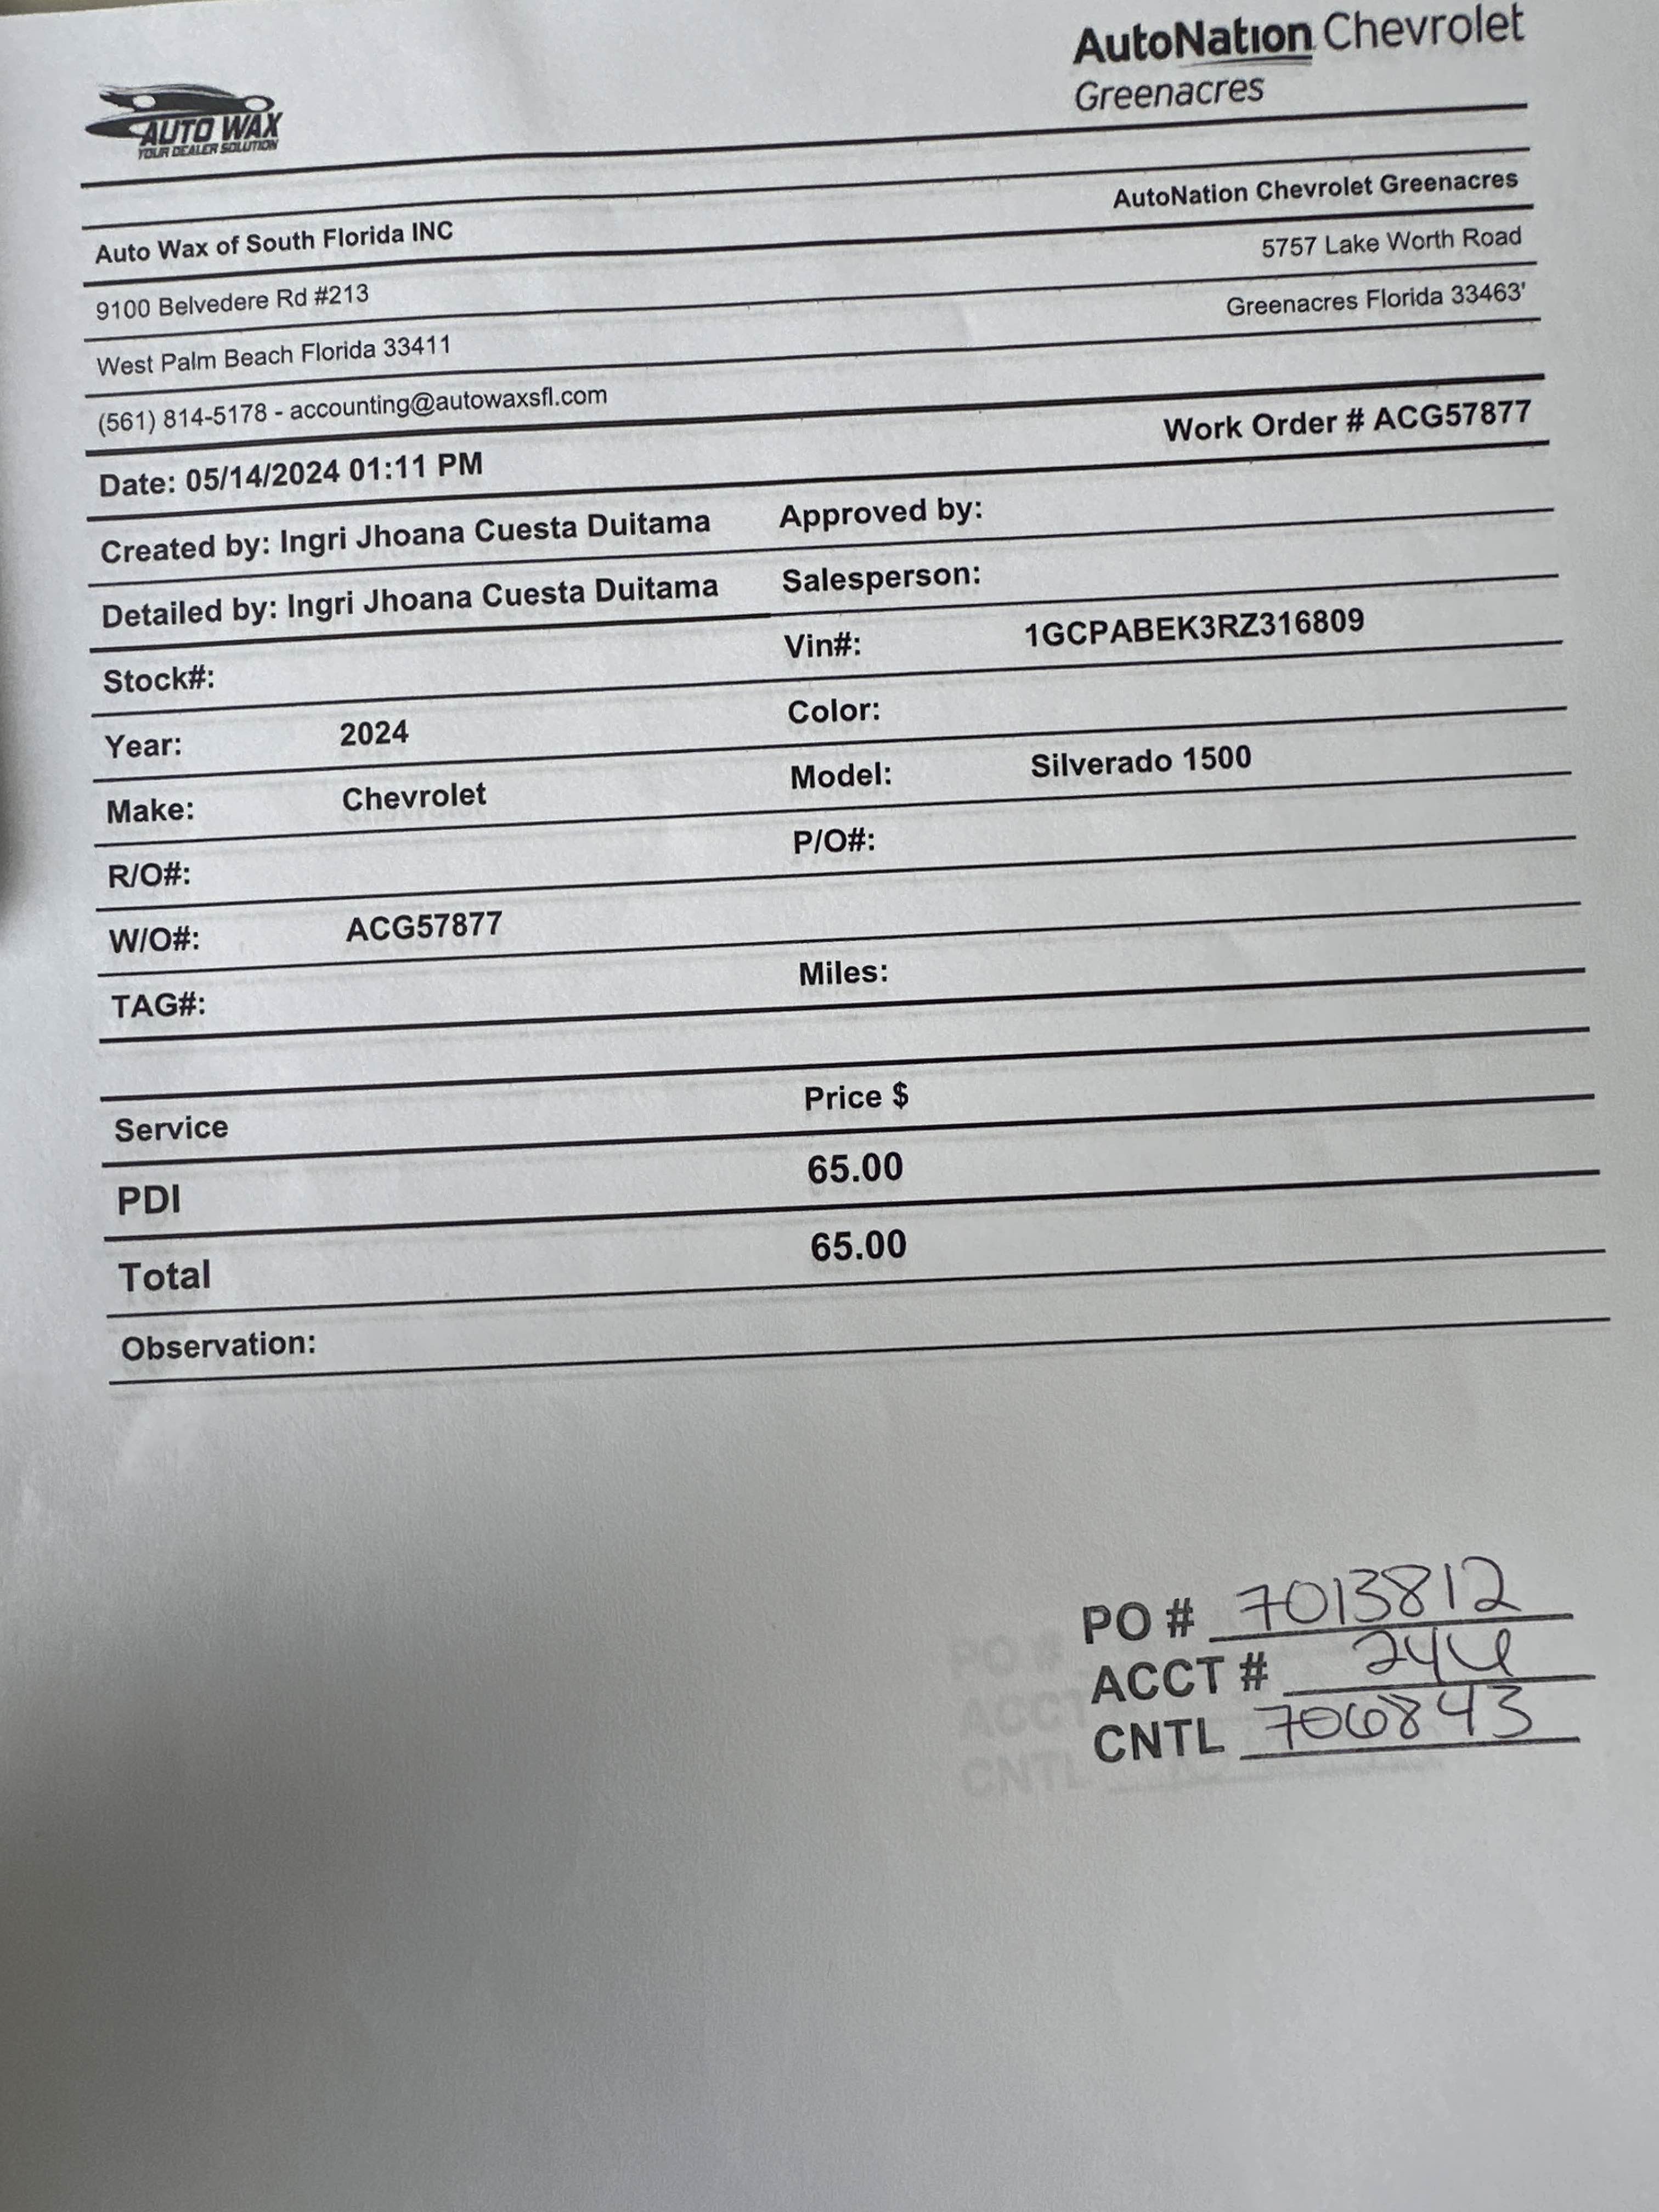 AUTO WAX
YOUR DEALER SOLUTION
AutoNation Chevrolet
Greenacres
AutoNation Chevrolet Greenacres
Auto Wax of South Florida INC
5757 Lake Worth Road
9100 Belvedere Rd #213
Greenacres Florida 33463'
West Palm Beach Florida 33411
(561) 814-5178 - accounting@autowaxsfl.com
Date: 05/14/2024 01:11 PM Work Order # ACG57877
Created by: Ingri Jhoana Cuesta Duitama Approved by:
Detailed by: Ingri Jhoana Cuesta Duitama Salesperson:
Stock#: Vin#: 1GCPABEK3RZ316809
Year: 2024 Color:
Make: Chevrolet Model: Silverado 1500
R/O#: P/O#:
W/O#: ACG57877
TAG#: Miles:
Service Price $
PDI 65.00
Total 65.00
Observation:
PO # 7013812
ACCT #
CNTL 706843
PO #
ACCT
CNTL